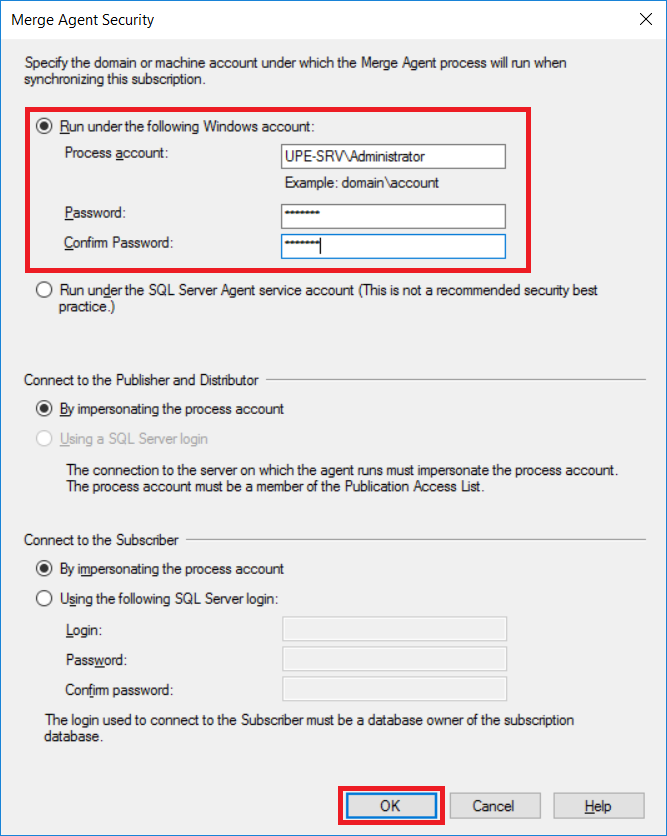 Merge Agent Security
Specify the domain or machine account under which the Merge Agent process will run when
synchronizing this subscription.
Run under the following Windows account:
Process account:
UPE-SRV\Administrator
Example: domain\account
Password:
*******
Confirm Password:
*******
Run under the SQL Server Agent service account (This is not a recommended security best
practice.)
Connect to the Publisher and Distributor
By impersonating the process account
Using a SQL Server login
The connection to the server on which the agent runs must impersonate the process account.
The process account must be a member of the Publication Access List.
Connect to the Subscriber
By impersonating the process account
Using the following SQL Server login:
Login:
Password:
Confirm password:
The login used to connect to the Subscriber must be a database owner of the subscription
database.
OK
Cancel
Help